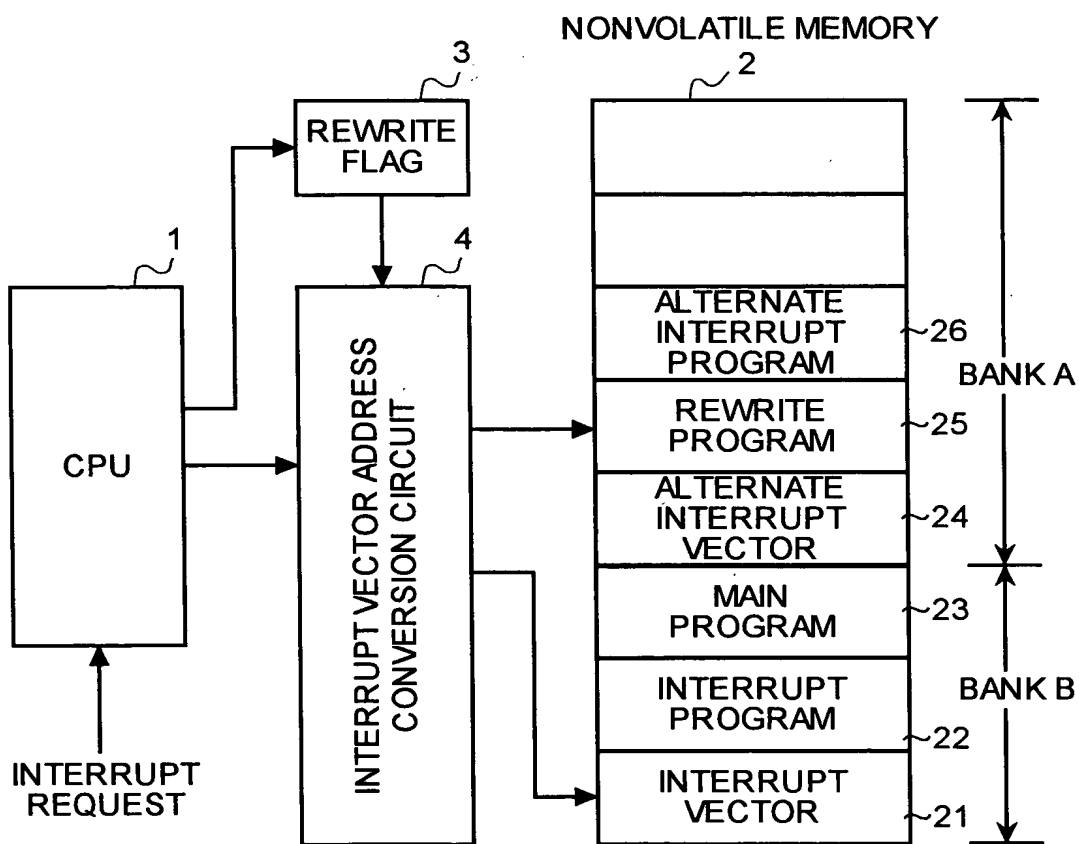 NONVOLATILE MEMORY
2
3
REWRITE
FLAG
1
CPU
INTERRUPT
REQUEST
4
INTERRUPT VECTOR ADDRESS
CONVERSION CIRCUIT
ALTERNATE
INTERRUPT
PROGRAM
26
REWRITE
PROGRAM
25
ALTERNATE
INTERRUPT
VECTOR
24
MAIN
PROGRAM
23
INTERRUPT
PROGRAM
22
INTERRUPT
VECTOR
21
BANK A
BANK B